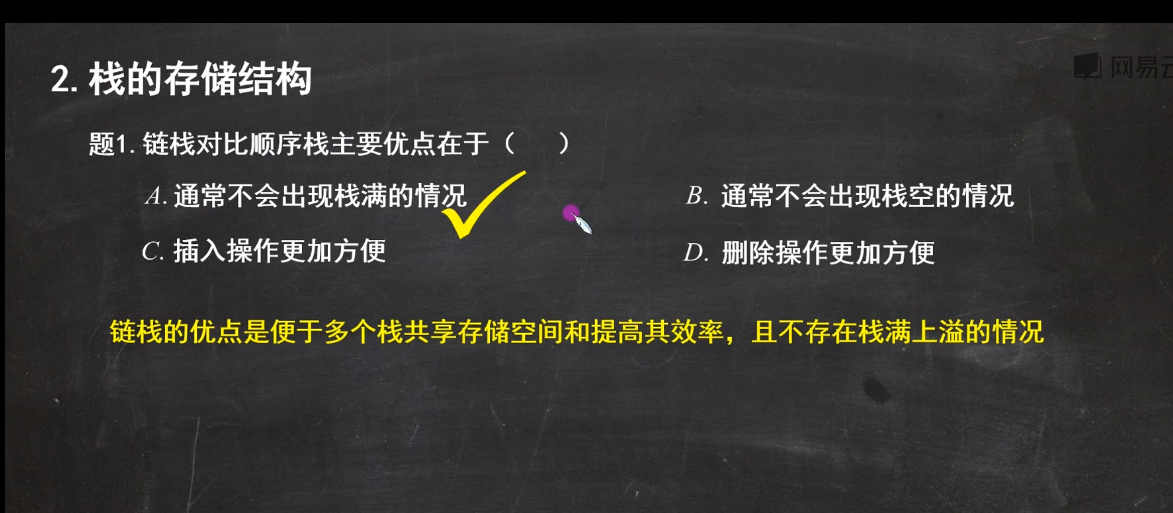 2. 栈的存储结构
网易云
题1. 链栈对比顺序栈主要优点在于（ ）
A. 通常不会出现栈满的情况
B. 通常不会出现栈空的情况
C. 插入操作更加方便
D. 删除操作更加方便
链栈的优点是便于多个栈共享存储空间和提高其效率，且不存在栈满上溢的情况